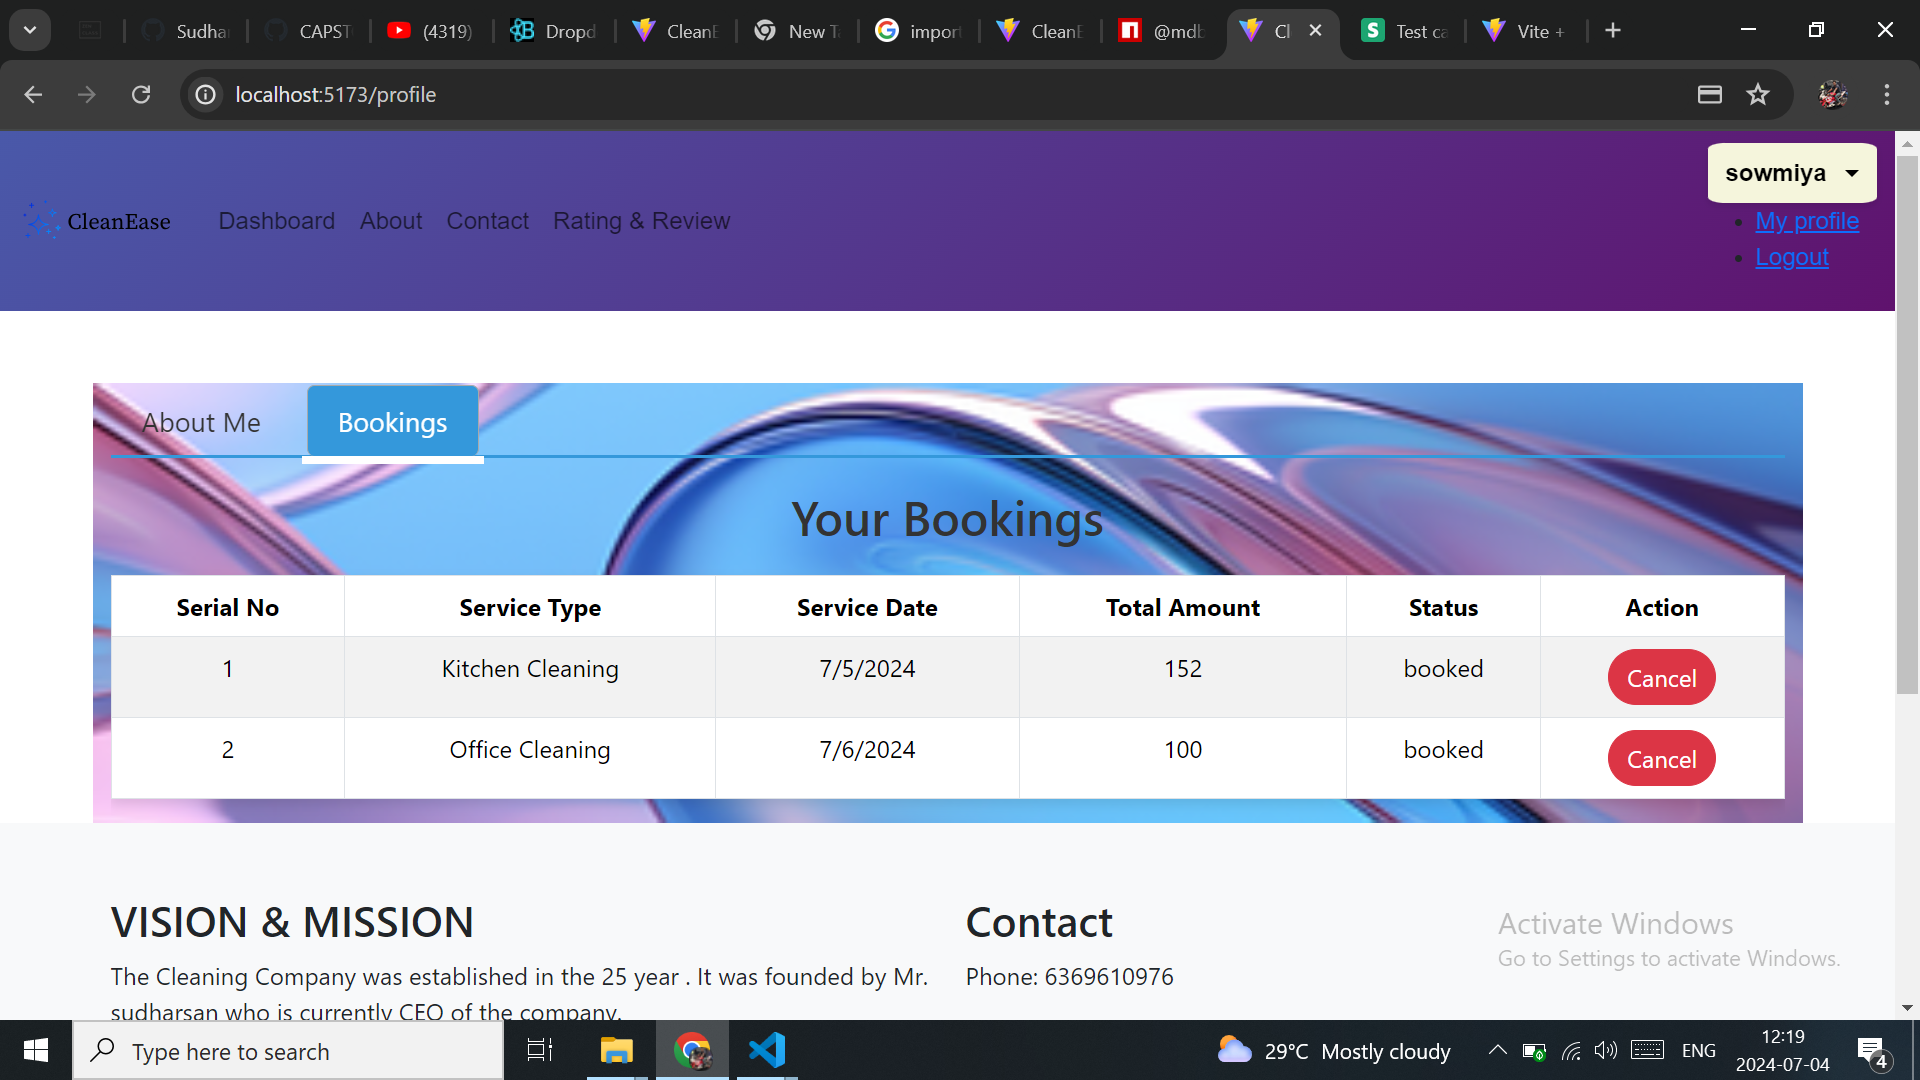 Sudhar
CAPST
(4319)
Dropd
CleanE
New Ta
import
CleanE
@mdb
Cl
Test ca
Vite +
localhost:5173/profile
CleanEase
Dashboard About Contact Rating & Review
sowmiya
My profile
Logout
About Me Bookings
Your Bookings
Serial No Service Type Service Date Total Amount Status Action
1 Kitchen Cleaning 7/5/2024 152 booked Cancel
2 Office Cleaning 7/6/2024 100 booked Cancel
VISION & MISSION
The Cleaning Company was established in the 25 year . It was founded by Mr.
sudharsan who is currently CEO of the company.
Contact
Phone: 6369610976
Activate Windows
Go to Settings to activate Windows.
Type here to search
29°C Mostly cloudy
ENG
12:19
2024-07-04
4